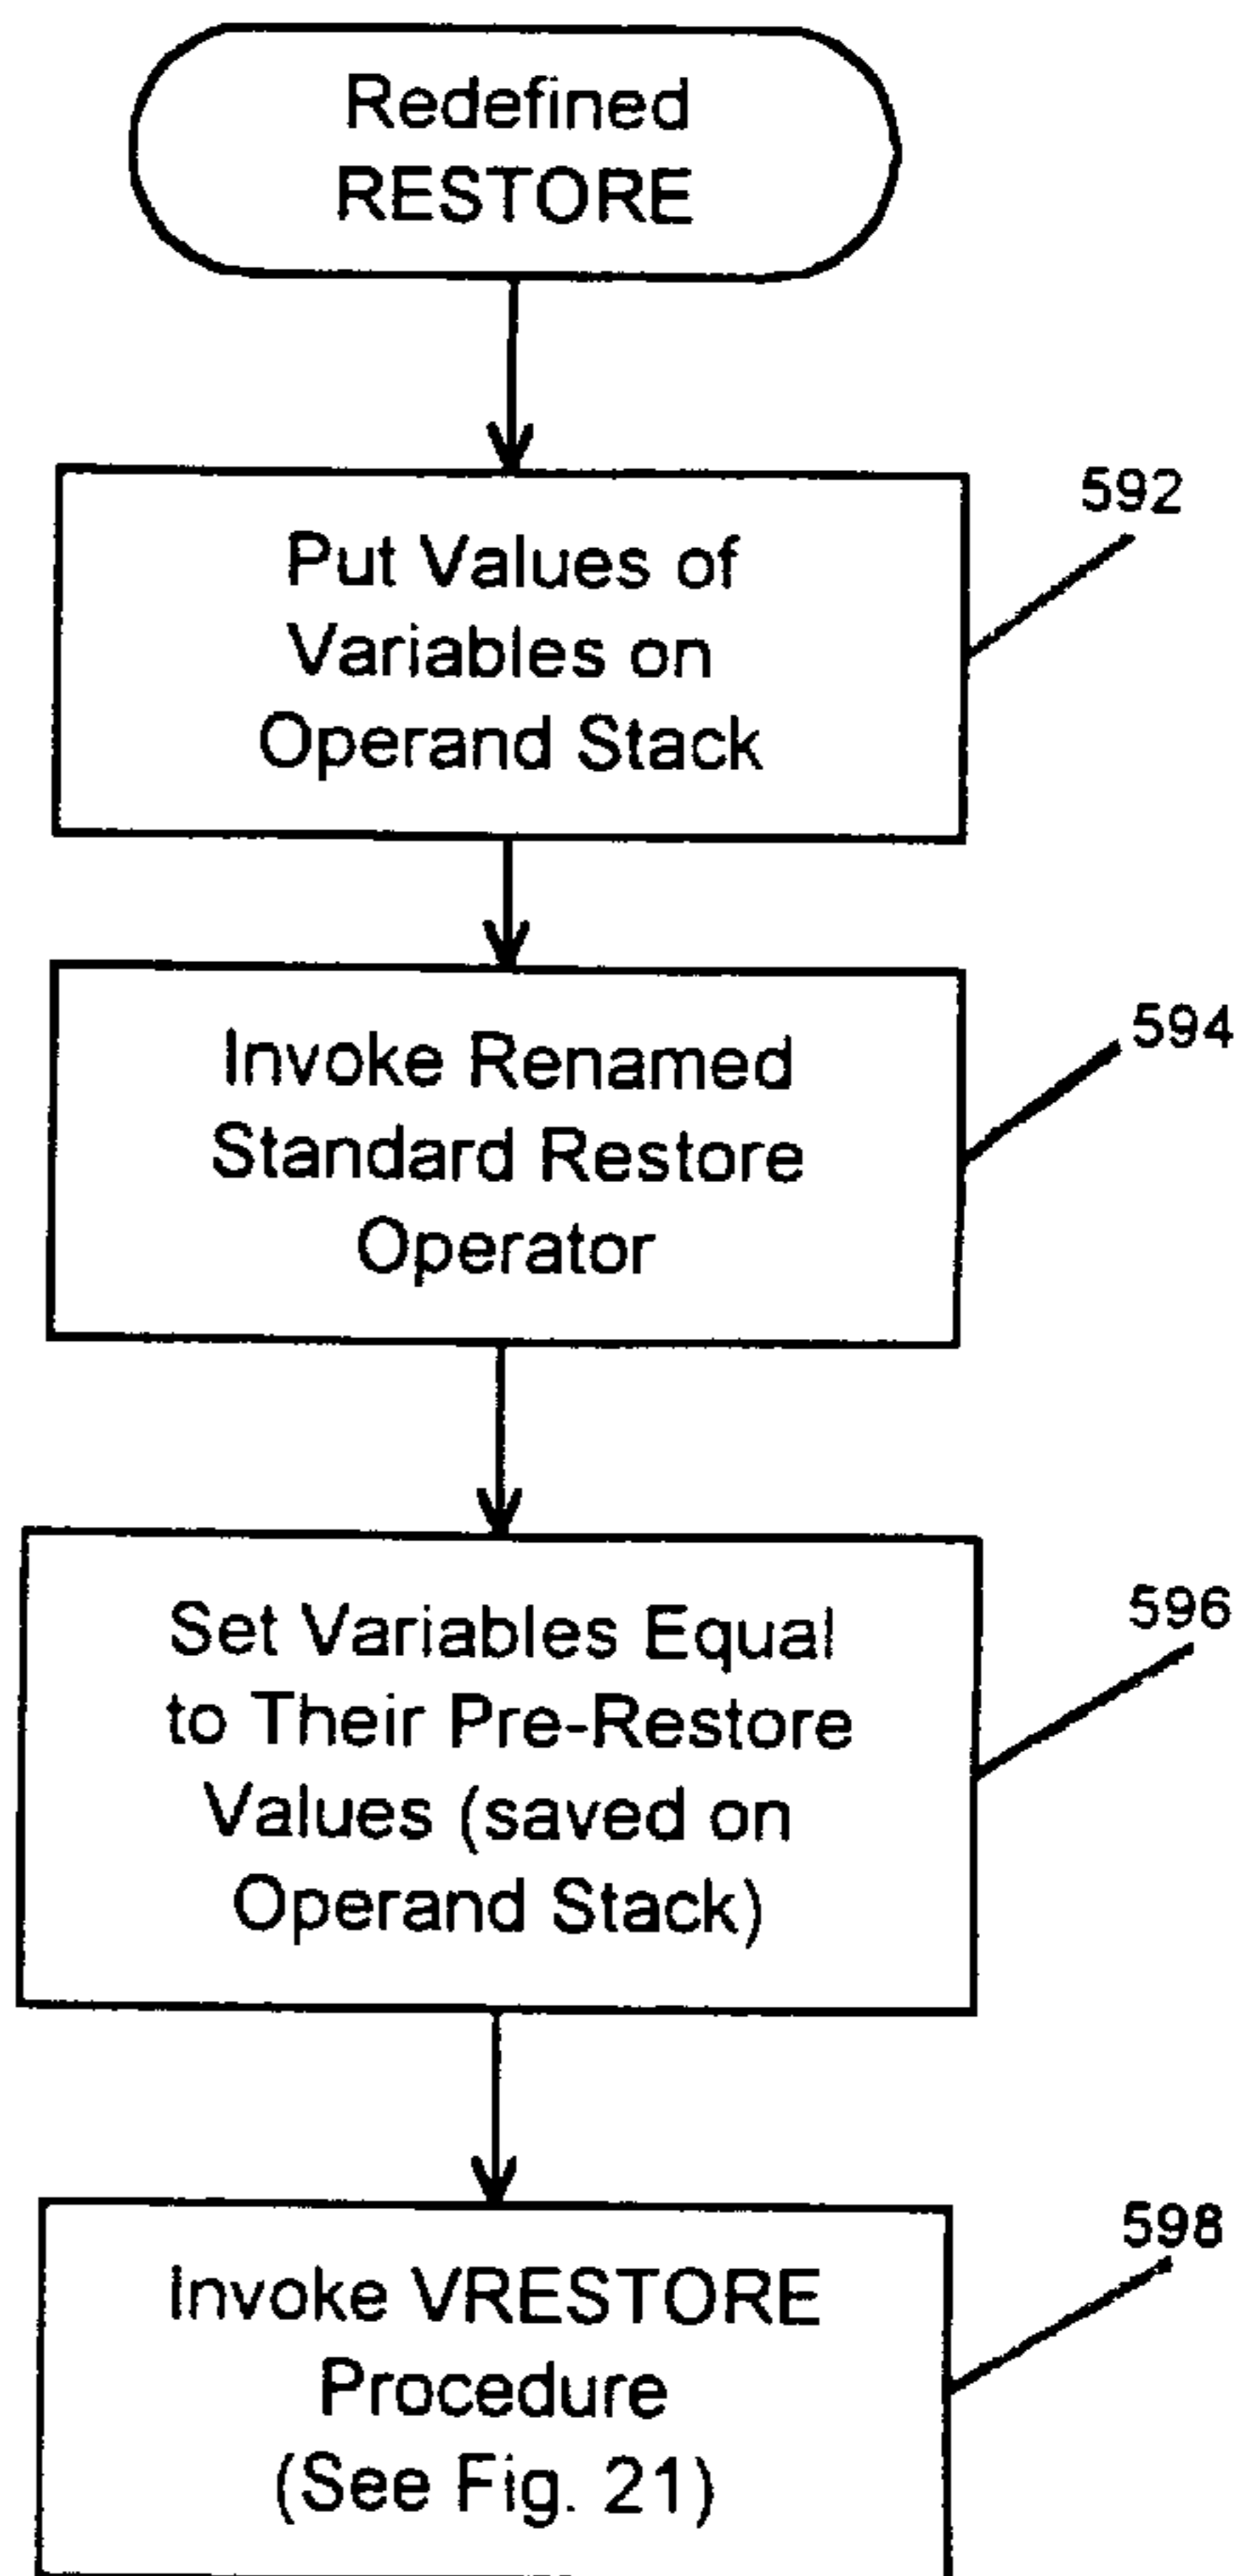 Redefined
RESTORE
592
Put Values of
Variables on
Operand Stack
594
Invoke Renamed
Standard Restore
Operator
596
Set Variables Equal
to Their Pre-Restore
Values (saved on
Operand Stack)
598
Invoke VRESTORE
Procedure
(See Fig. 21)